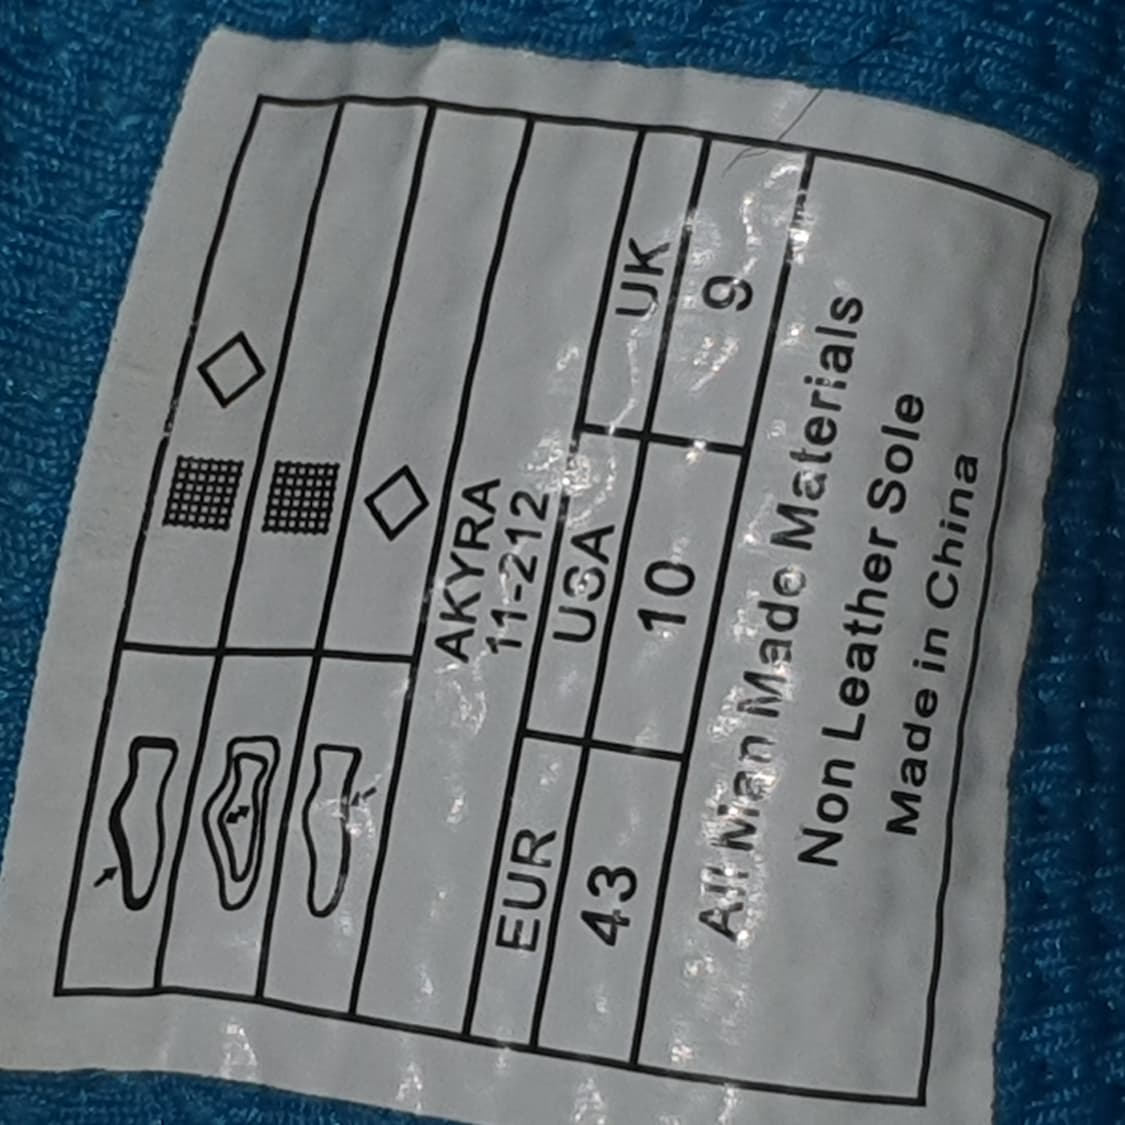 AKYRA
11-212
EUR USA UK
43 10 9
All Man Made Materials
Non Leather Sole
Made in China